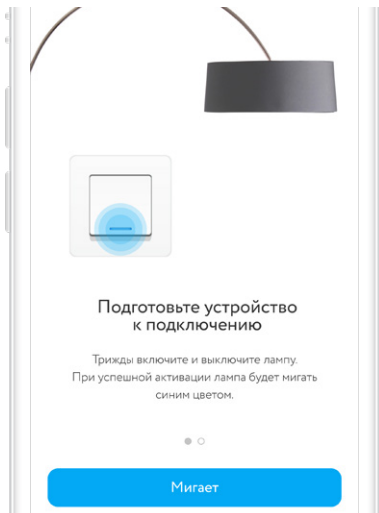 Подготовьте устройство
к подключению
Трижды включите и выключите лампу.
При успешной активации лампа будет мигать
синим цветом.
Мигает